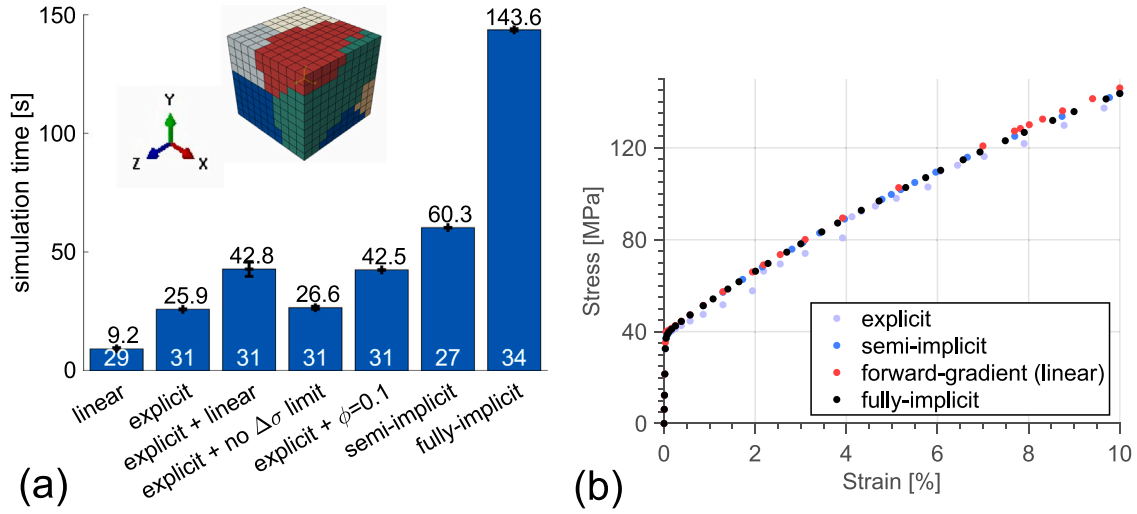 simulation time [s]
150
100
50
0
9.2
25.9
42.8
26.6
42.5
60.3
143.6
29
31
31
31
31
27
34
linear
explicit
explicit + linear
explicit + no Δσ limit
explicit + ϕ=0.1
semi-implicit
fully-implicit
Y
Z
X
(a)
Stress [MPa]
120
80
40
0
0
2
4
6
8
10
Strain [%]
explicit
semi-implicit
forward-gradient (linear)
fully-implicit
(b)